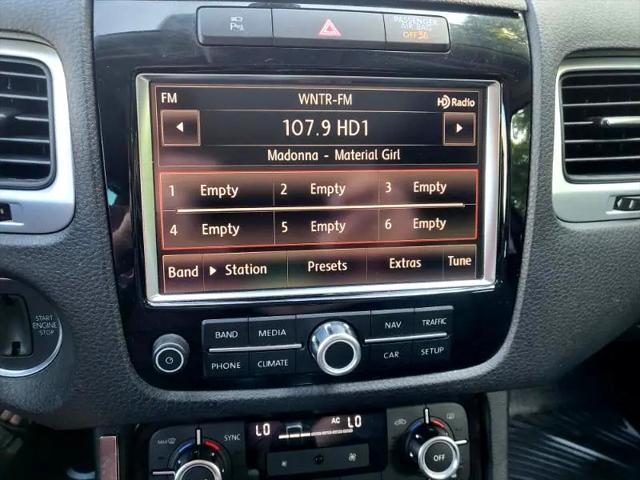 P
PASSENGER
AIR BAG
OFF
FM WNTR-FM HD Radio
107.9 HD1
Madonna - Material Girl
1 Empty 2 Empty 3 Empty
4 Empty 5 Empty 6 Empty
Band Station Presets Extras Tune
START
ENGINE
STOP
BAND MEDIA NAV TRAFFIC
PHONE CLIMATE CAR SETUP
MAX SYNC LO AC LO
OFF